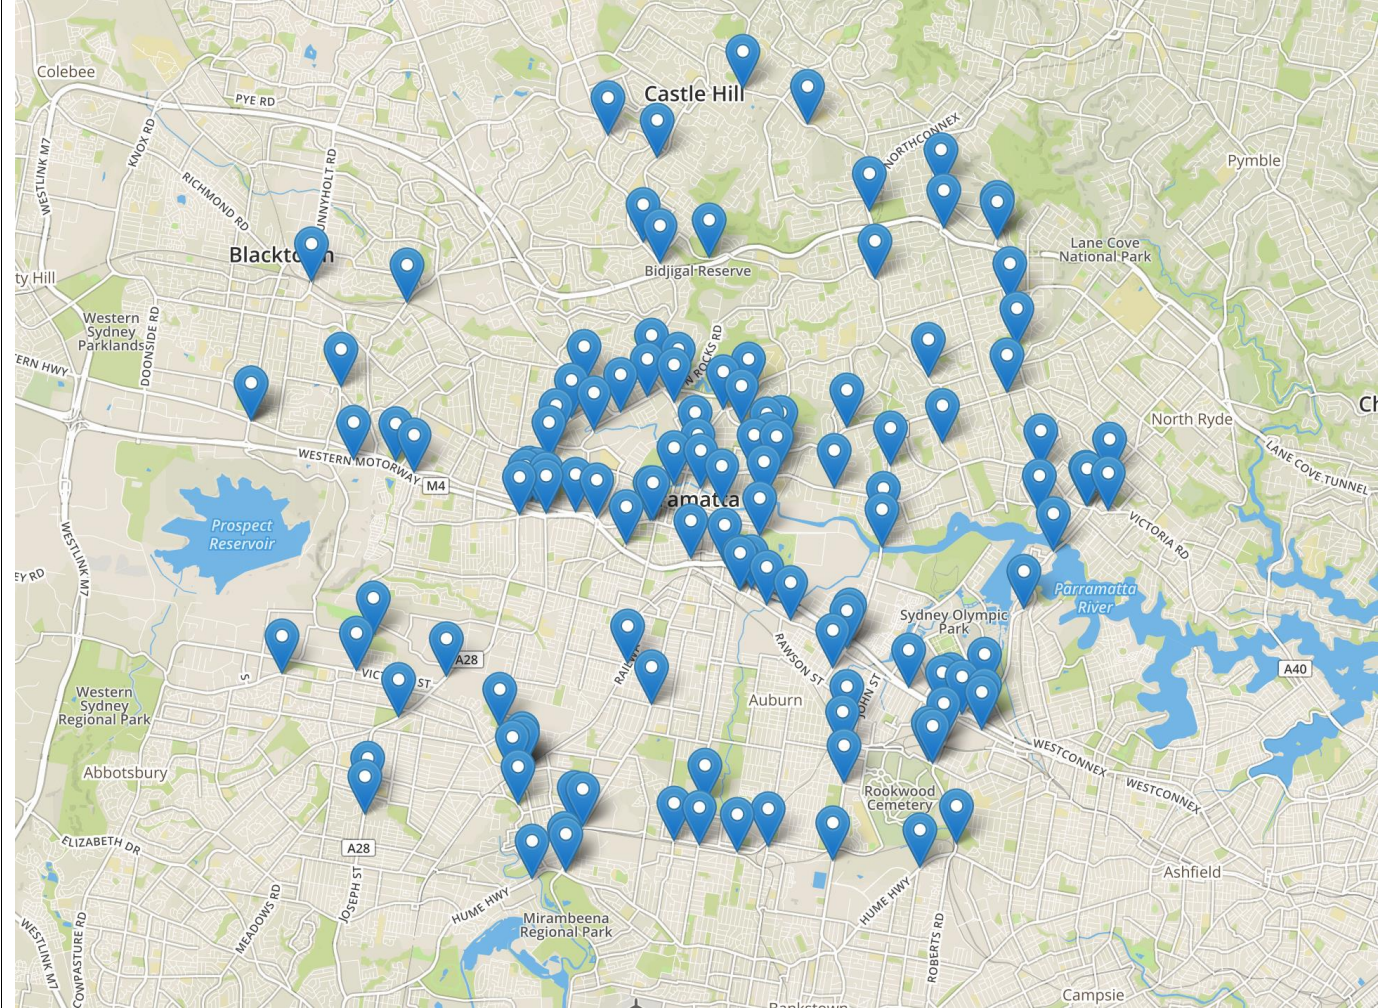 Colebee
Castle Hill
PYE RD
KNOX RD
NORTHCONNEX
WESTLINK M7
Pymble
RICHMOND RD
Lane Cove
National Park
Bidjigal Reserve
ty Hill
Western
Sydney
Parklands
DOONSIDE RD
ERN HWY
North Ryde
WESTERN MOTORWAY
M4
LANE COVE TUNNEL
amatta
Prospect
Reservoir
VICTORIA RD
WESTLINK M7
EY RD
Parramatta
River
Sydney Olympic
Park
RAWSON ST
A28
A40
S
ST
JOHN ST
Western
Sydney
Regional Park
Auburn
WESTCONNEX
WESTCONNEX
Abbotsbury
Rookwood
Cemetery
ELIZABETH DR
A28
Ashfield
JOSEPH ST
HUME HWY
HUME HWY
MEADOWS RD
Mirambeena
Regional Park
COWPASTURE RD
WESTLINK M7
ROBERTS RD
Campsie